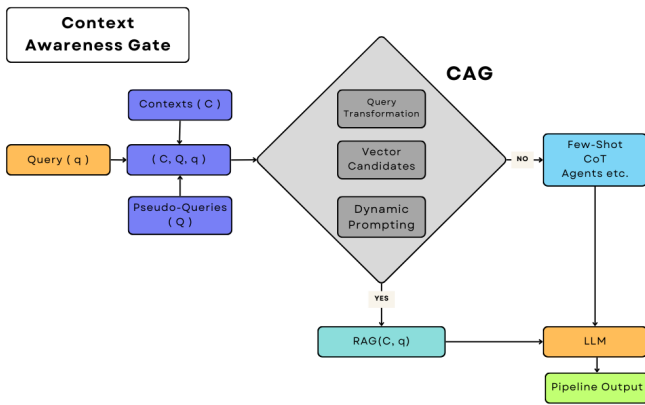 Context
Awareness Gate
CAG
Contexts ( C )
Query ( q )
( C, Q, q )
Pseudo-Queries
( Q )
Query
Transformation
Vector
Candidates
Dynamic
Prompting
NO
Few-Shot
CoT
Agents etc.
YES
RAG(C, q)
LLM
Pipeline Output